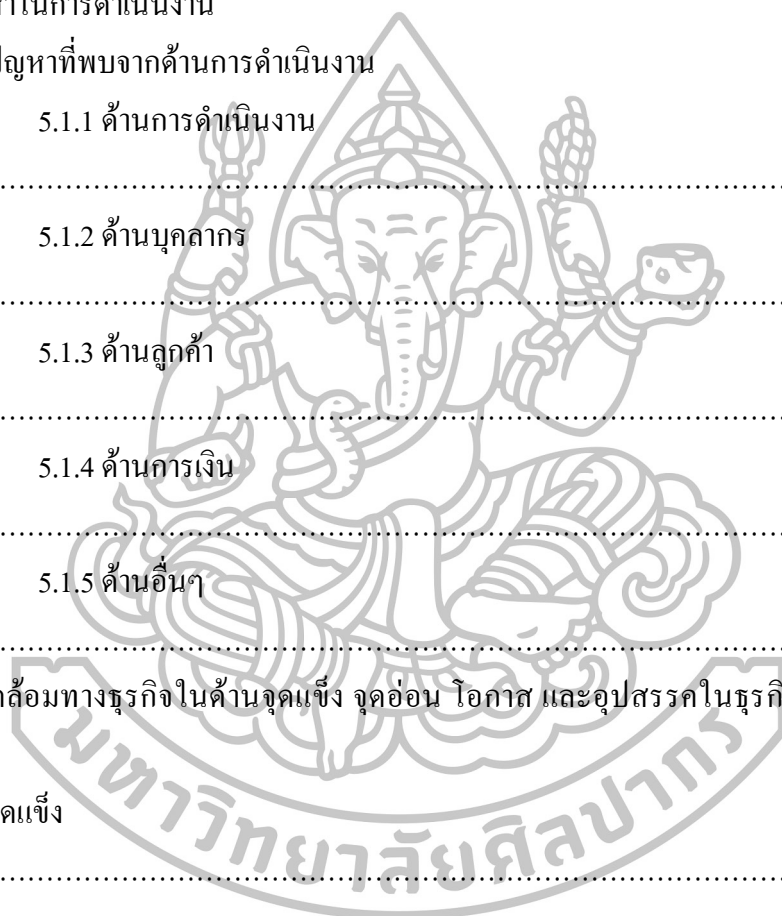 าในการดำเนินงาน
ปัญหาที่พบจากด้านการดำเนินงาน
5.1.1 ด้านการดำเนินงาน
................................................................................
5.1.2 ด้านบุคลากร
................................................................................
5.1.3 ด้านลูกค้า
................................................................................
5.1.4 ด้านการเงิน
................................................................................
5.1.5 ด้านอื่นๆ
................................................................................
ล้อมทางธุรกิจในด้านจุดแข็ง จุดอ่อน โอกาส และอุปสรรคในธุรกิ
ดแข็ง
................................................................................
มหาวิทยาลัยศิลปากร